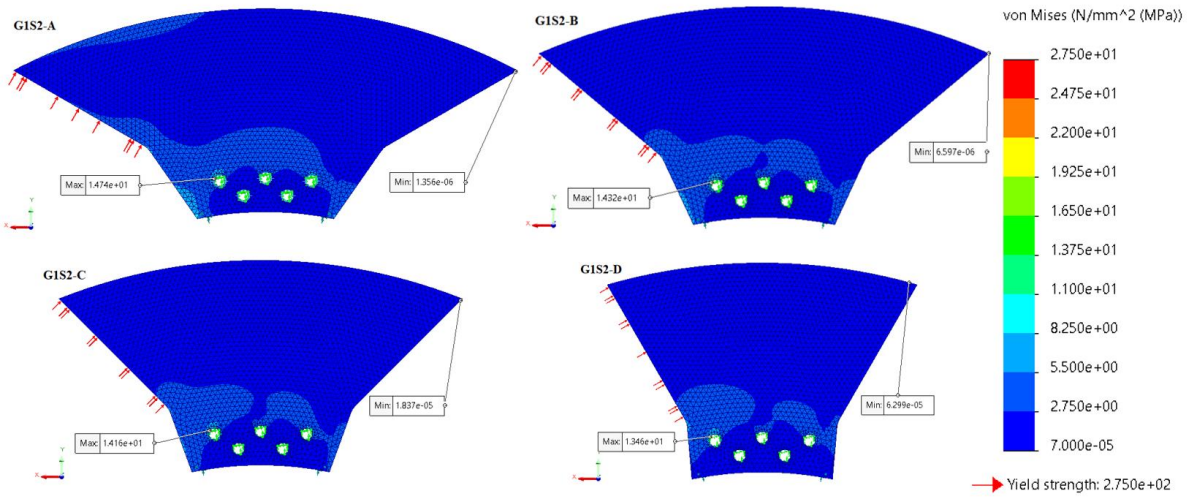 G1S2-A
Max: 1.474e+01
Min: 1.356e-06
Y
X
G1S2-B
Max: 1.432e+01
Min: 6.597e-06
Y
X
G1S2-C
Max: 1.416e+01
Min: 1.837e-05
Y
X
G1S2-D
Max: 1.346e+01
Min: 6.299e-05
Y
X
von Mises (N/mm^2 (MPa))
2.750e+01
2.475e+01
2.200e+01
1.925e+01
1.650e+01
1.375e+01
1.100e+01
8.250e+00
5.500e+00
2.750e+00
7.000e-05
Yield strength: 2.750e+02